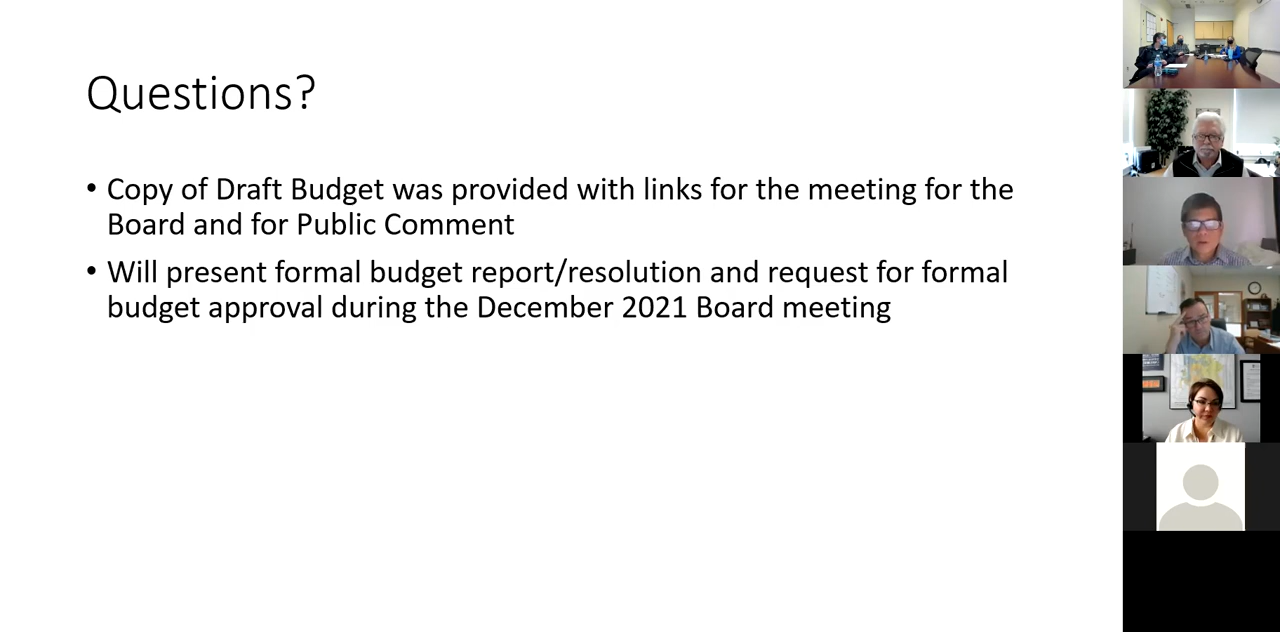 Questions?
• Copy of Draft Budget was provided with links for the meeting for the
Board and for Public Comment
• Will present formal budget report/resolution and request for formal
budget approval during the December 2021 Board meeting